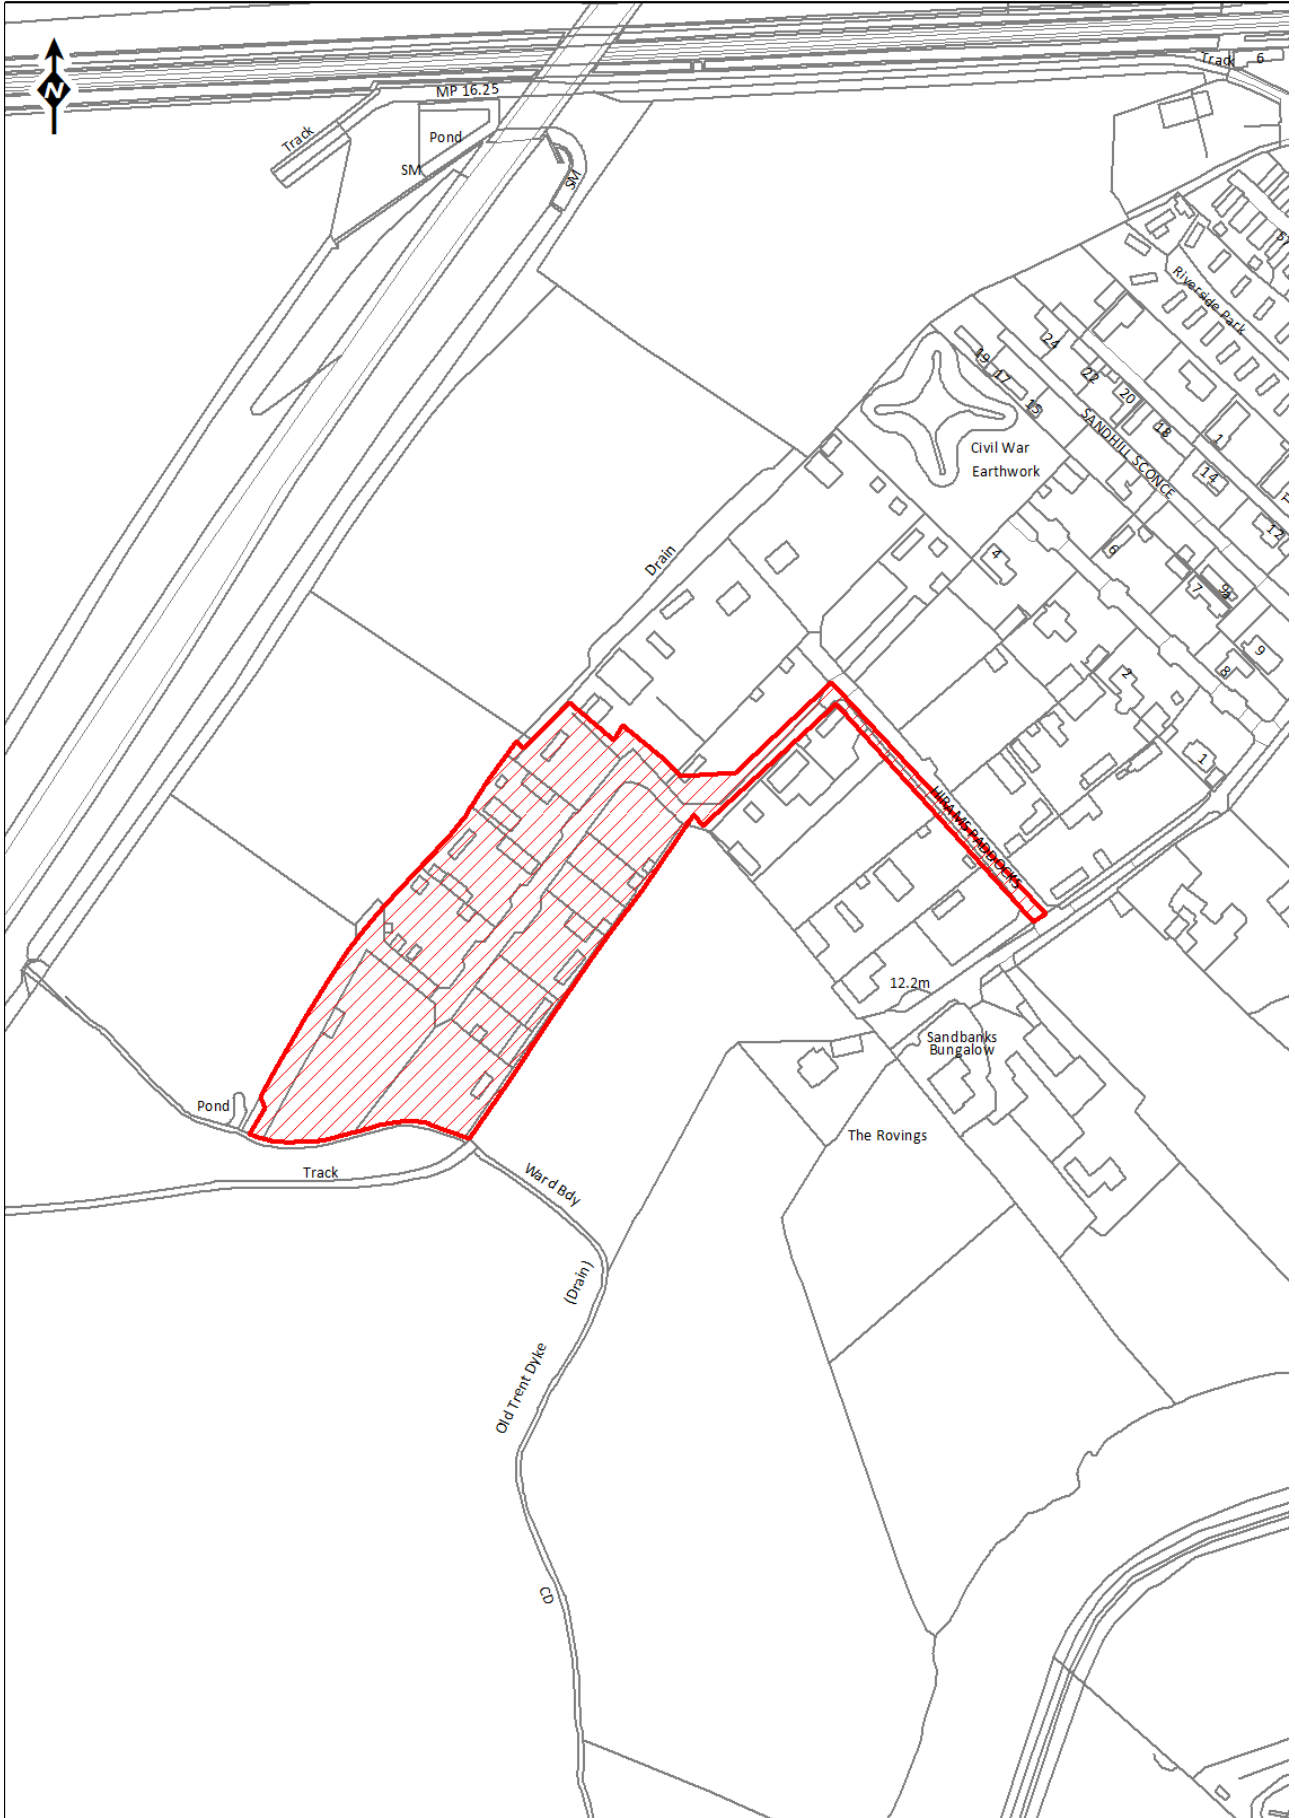 Track
6
N
MP 16.25
Track
Pond
SM
SM
ST
Riverside Park
24
19
17
22
15
20
18
1
SANDHILL SCONCE
Civil War
Earthwork
14
12
Drain
4
6
7
9a
9
8
2
1
HIRAMS PADDOCKS
12.2m
Sandbanks
Bungalow
Pond
The Rovings
Track
Ward Bdy
(Drain)
Old Trent Dyke
CD